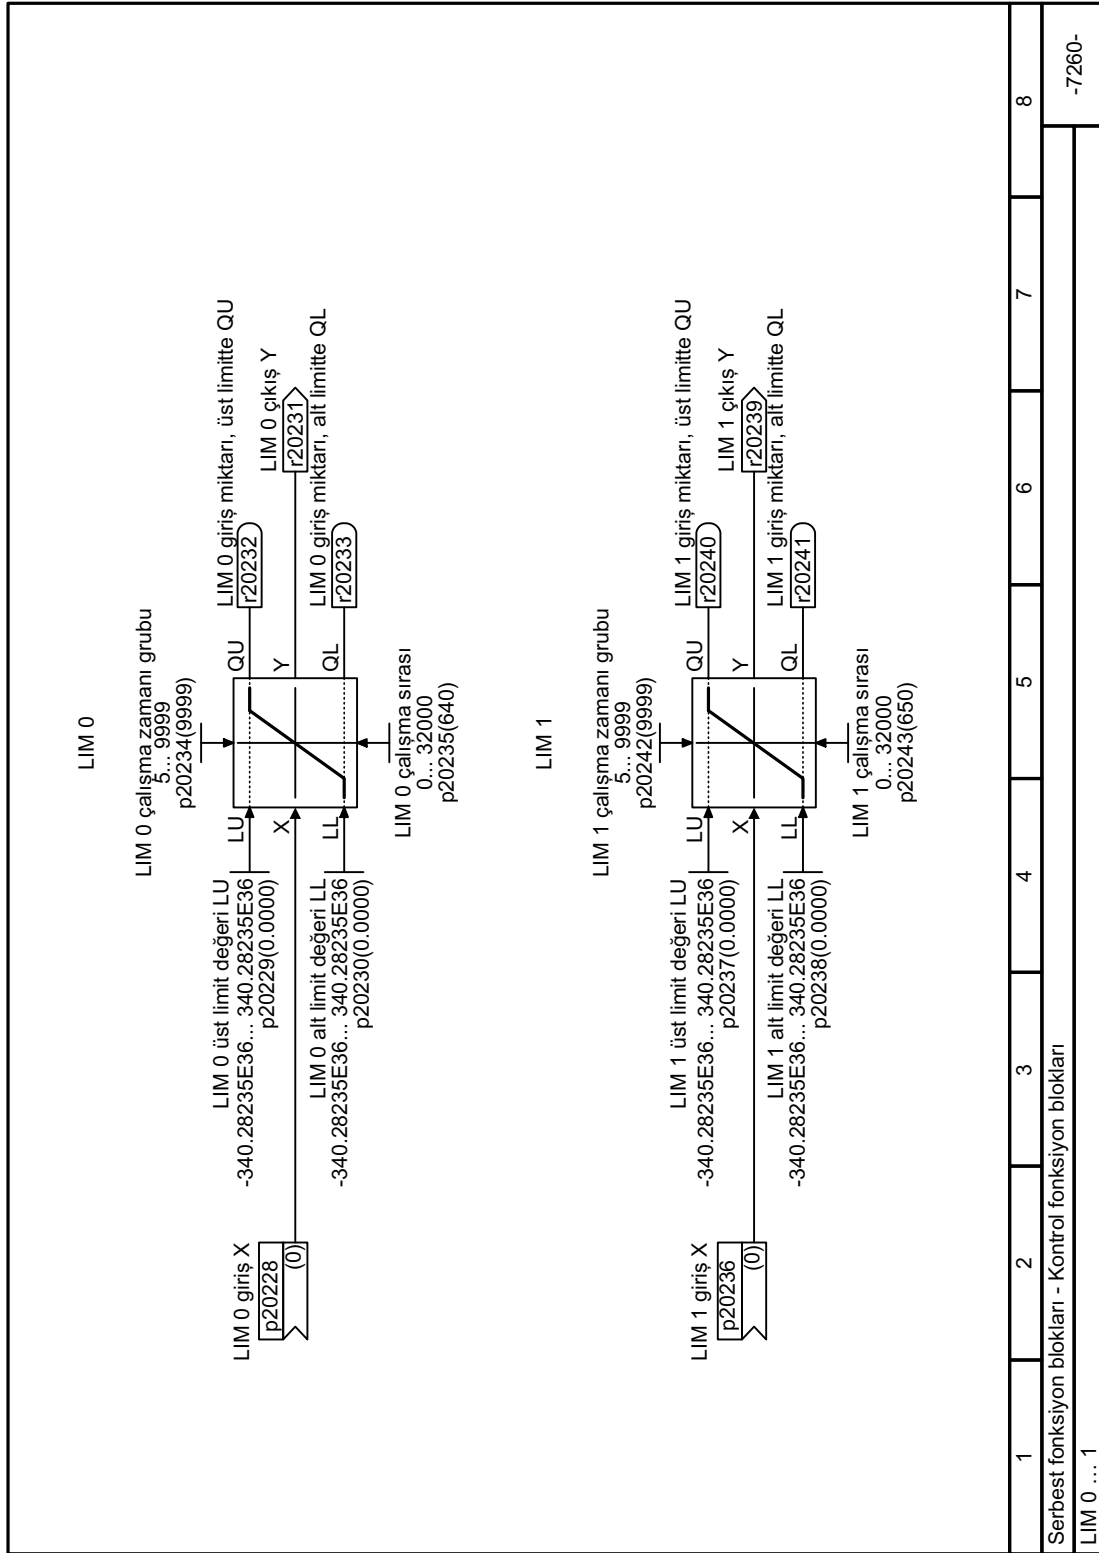 LIM 0
LIM 0 çalışma zamanı grubu
5... 9999
p20234(9999)
LIM 0 üst limit değeri LU
-340.28235E36... 340.28235E36
p20229(0.0000)
LU
QU
LIM 0 giriş miktarı, üst limitte QU
r20232
LIM 0 giriş X
p20228
(0)
X
Y
LIM 0 çıkış Y
r20231
LIM 0 alt limit değeri LL
-340.28235E36... 340.28235E36
p20230(0.0000)
LL
QL
LIM 0 giriş miktarı, alt limitte QL
r20233
LIM 0 çalışma sırası
0... 32000
p20235(640)
LIM 1
LIM 1 çalışma zamanı grubu
5... 9999
p20242(9999)
LIM 1 üst limit değeri LU
-340.28235E36... 340.28235E36
p20237(0.0000)
LU
QU
LIM 1 giriş miktarı, üst limitte QU
r20240
LIM 1 giriş X
p20236
(0)
X
Y
LIM 1 çıkış Y
r20239
LIM 1 alt limit değeri LL
-340.28235E36... 340.28235E36
p20238(0.0000)
LL
QL
LIM 1 giriş miktarı, alt limitte QL
r20241
LIM 1 çalışma sırası
0... 32000
p20243(650)
1 2 3 4 5 6 7 8
Serbest fonksiyon blokları - Kontrol fonksiyon blokları
-7260-
LIM 0 ... 1